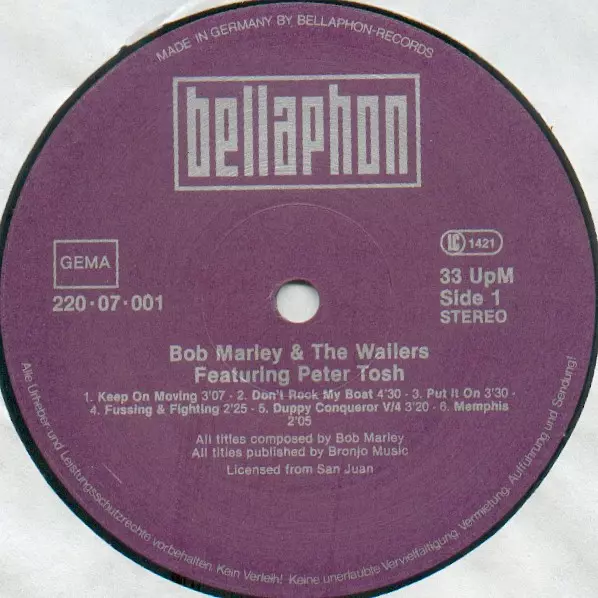 MADE IN GERMANY BY BELLAPHON-RECORDS
bellaphon
GEMA
LC 1421
220·07·001
33 UpM
Side 1
STEREO
Bob Marley & The Wailers
Featuring Peter Tosh
1. Keep On Moving 3'07 - 2. Don't Rock My Boat 4'30 - 3. Put It On 3'30 -
4. Fussing & Fighting 2'25 - 5. Duppy Conqueror V/4 3'20 - 6. Memphis
2'05
All titles composed by Bob Marley
All titles published by Bronjo Music
Licensed from San Juan
Alle Urheber und Leistungsschutzrechte vorbehalten. Kein Verleih! Keine unerlaubte Vervielfältigung, Vermietung, Aufführung und Sendung!